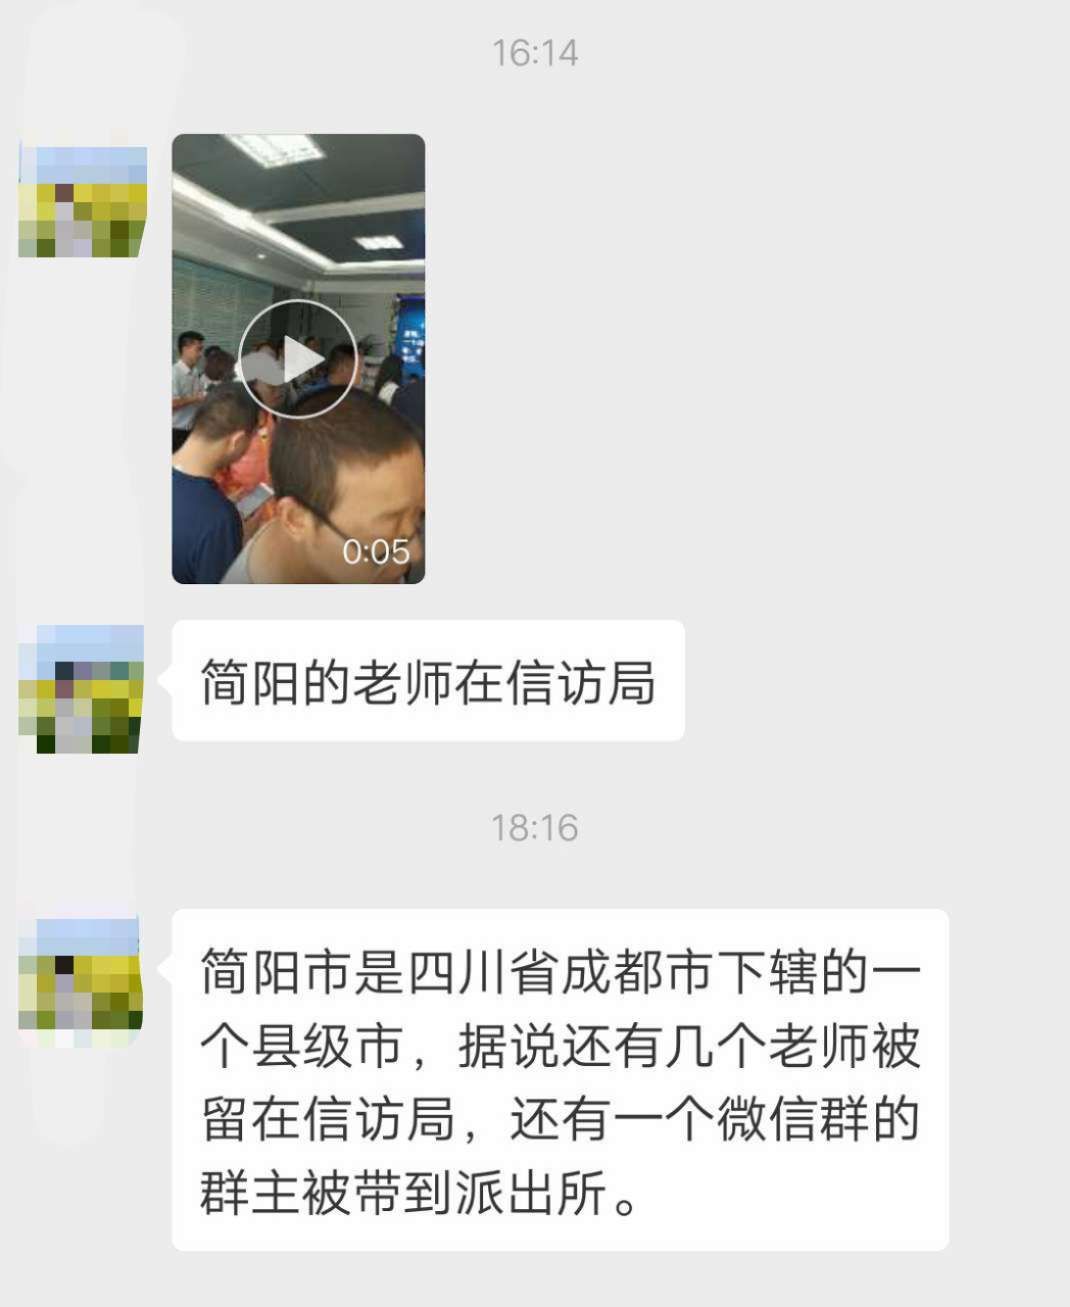 16:14
0:05
简阳的老师在信访局
18:16
简阳市是四川省成都市下辖的一
个县级市，据说还有几个老师被
留在信访局，还有一个微信群的
群主被带到派出所。